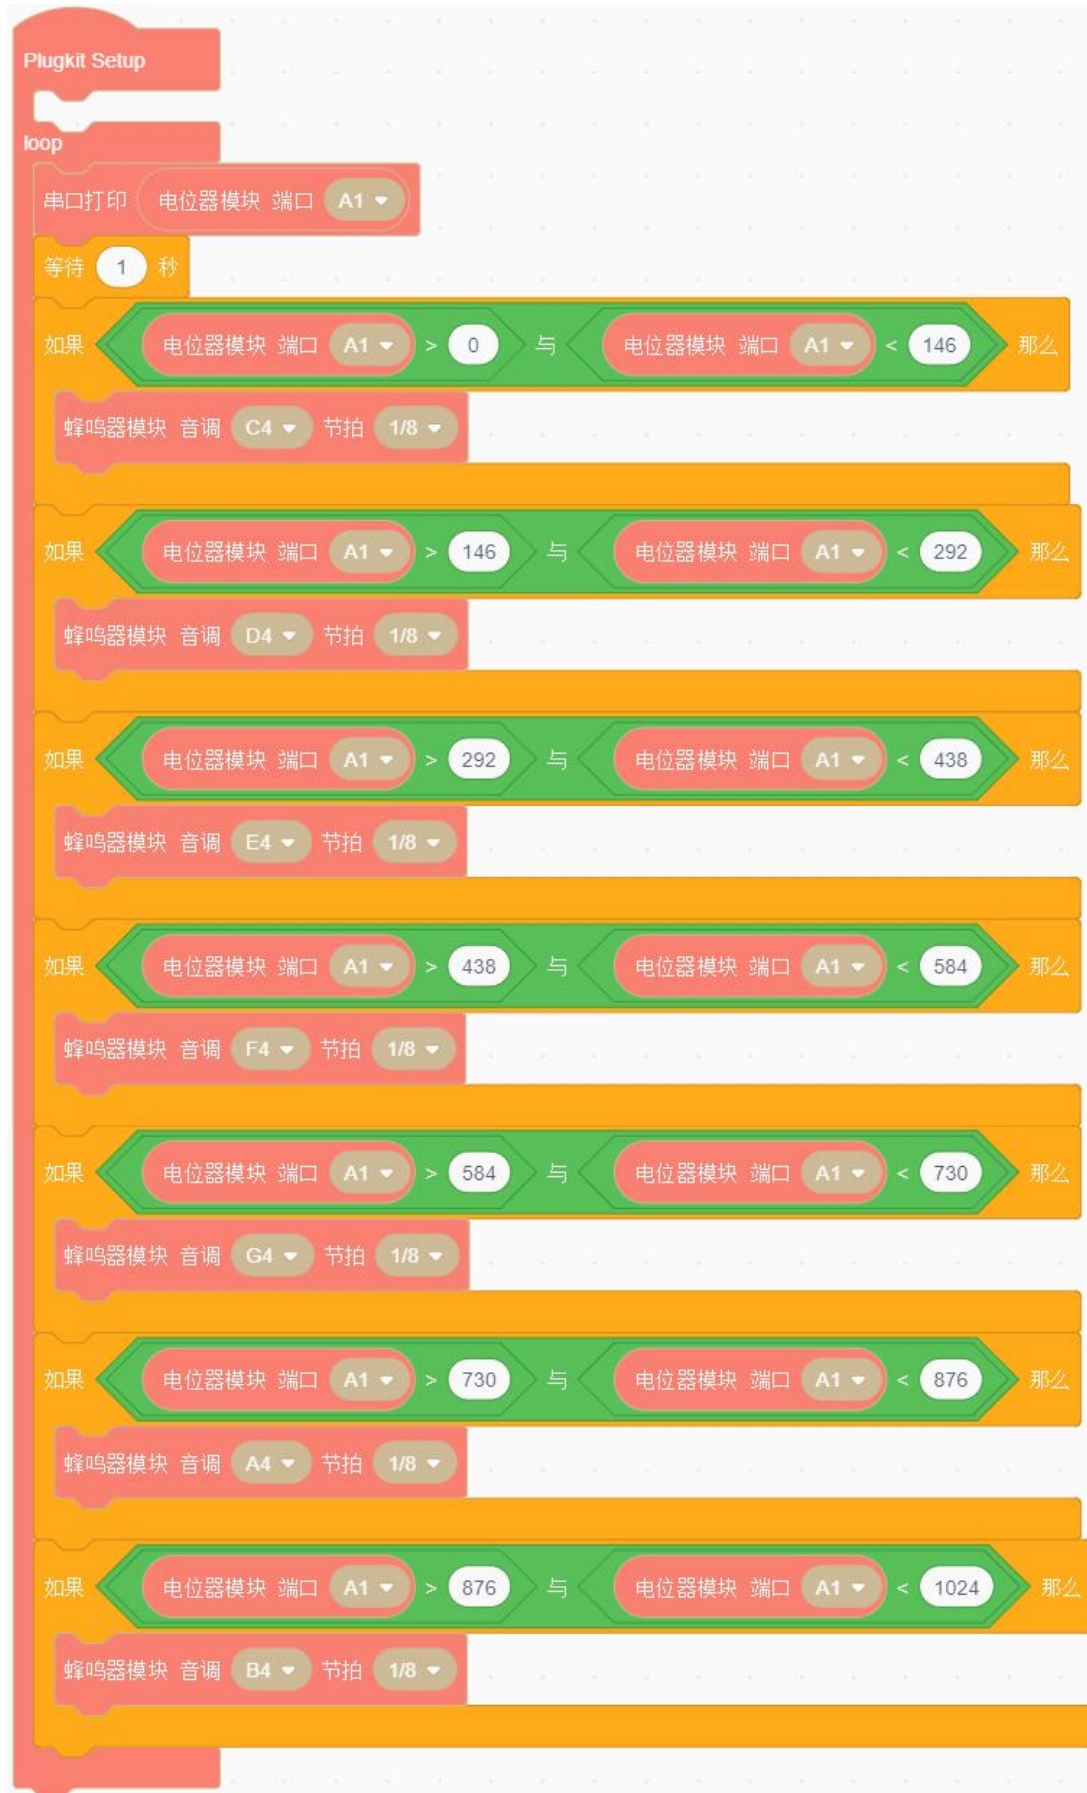 Plugkit Setup
loop
串口打印 电位器模块 端口 A1
等待 1 秒
如果 电位器模块 端口 A1 > 0 与 电位器模块 端口 A1 < 146 那么
蜂鸣器模块 音调 C4 节拍 1/8
如果 电位器模块 端口 A1 > 146 与 电位器模块 端口 A1 < 292 那么
蜂鸣器模块 音调 D4 节拍 1/8
如果 电位器模块 端口 A1 > 292 与 电位器模块 端口 A1 < 438 那么
蜂鸣器模块 音调 E4 节拍 1/8
如果 电位器模块 端口 A1 > 438 与 电位器模块 端口 A1 < 584 那么
蜂鸣器模块 音调 F4 节拍 1/8
如果 电位器模块 端口 A1 > 584 与 电位器模块 端口 A1 < 730 那么
蜂鸣器模块 音调 G4 节拍 1/8
如果 电位器模块 端口 A1 > 730 与 电位器模块 端口 A1 < 876 那么
蜂鸣器模块 音调 A4 节拍 1/8
如果 电位器模块 端口 A1 > 876 与 电位器模块 端口 A1 < 1024 那么
蜂鸣器模块 音调 B4 节拍 1/8